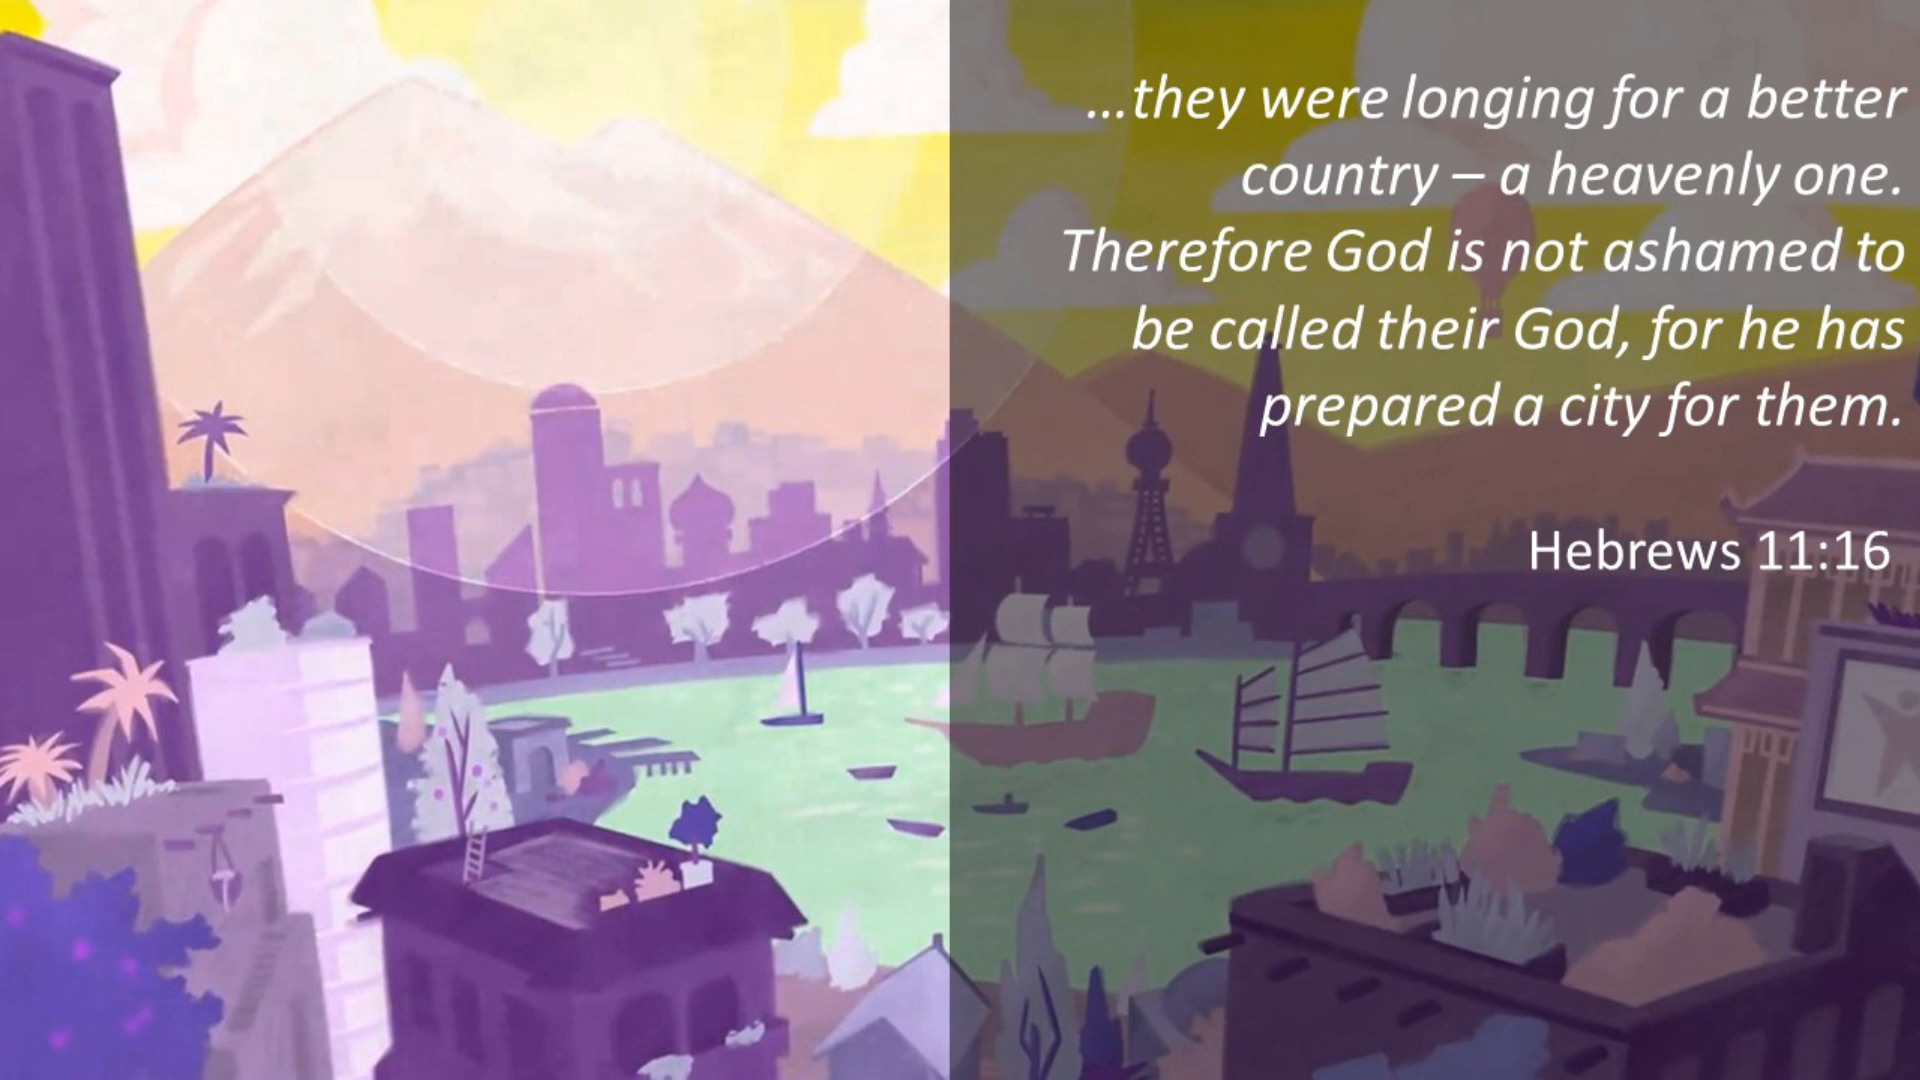 ...they were longing for a better
country – a heavenly one.
Therefore God is not ashamed to
be called their God, for he has
prepared a city for them.
Hebrews 11:16